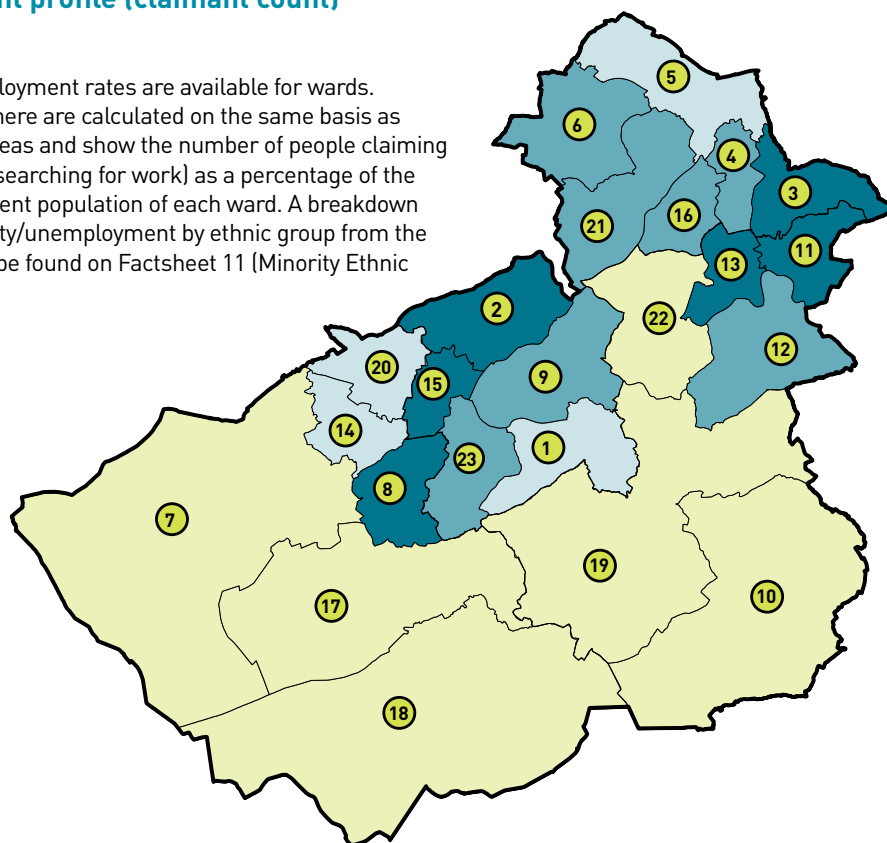 nt profile (claimant count)
ployment rates are available for wards.
here are calculated on the same basis as
eas and show the number of people claiming
searching for work) as a percentage of the
ent population of each ward. A breakdown
ty/unemployment by ethnic group from the
be found on Factsheet 11 (Minority Ethnic
5
6
4
3
21
16
13
11
2
22
12
20
15
9
14
23
1
8
7
19
17
10
18